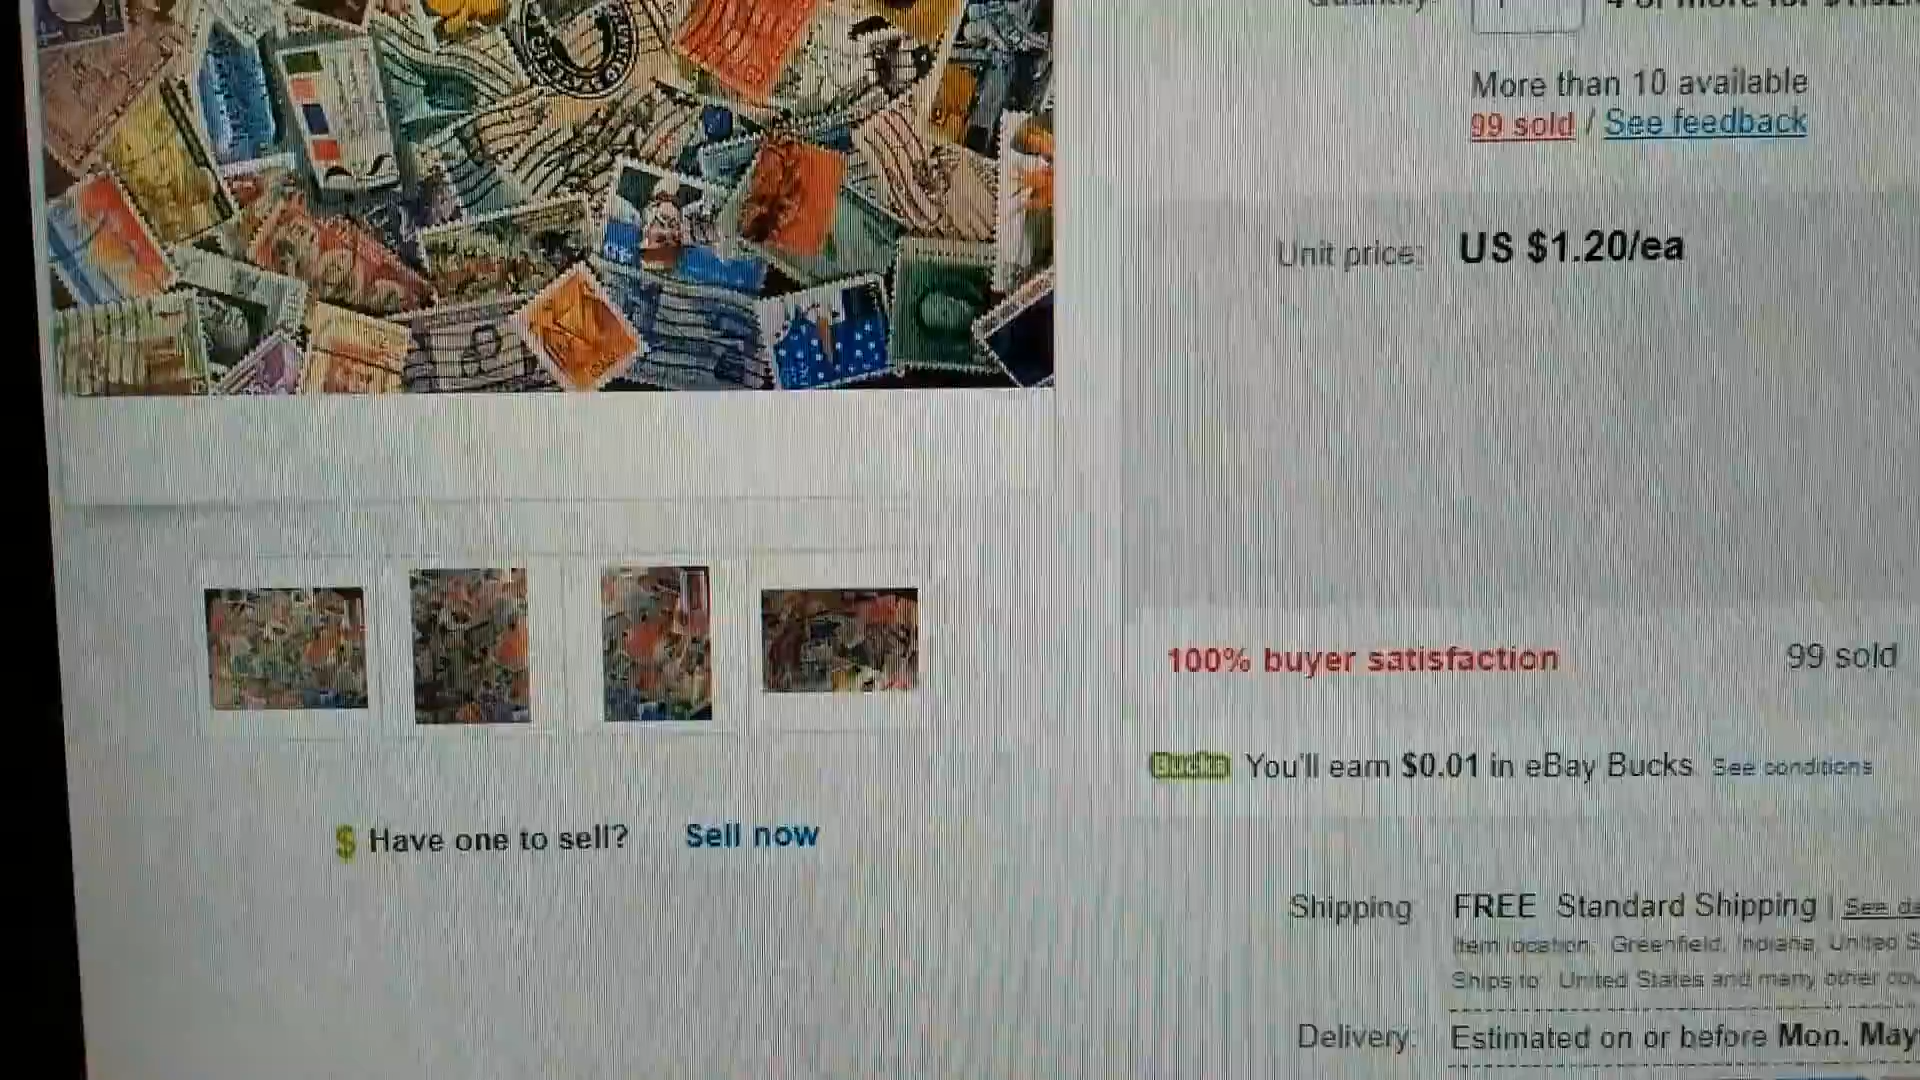 More than 10 available
99 sold / See feedback
Unit price: US $1.20/ea
100% buyer satisfaction 99 sold
Bucks You'll earn $0.01 in eBay Bucks See conditions
$ Have one to sell? Sell now
Shipping FREE Standard Shipping | See
Item location: Greenfield, Indiana, United
Ships to: United States and many other
Delivery: Estimated on or before Mon. May